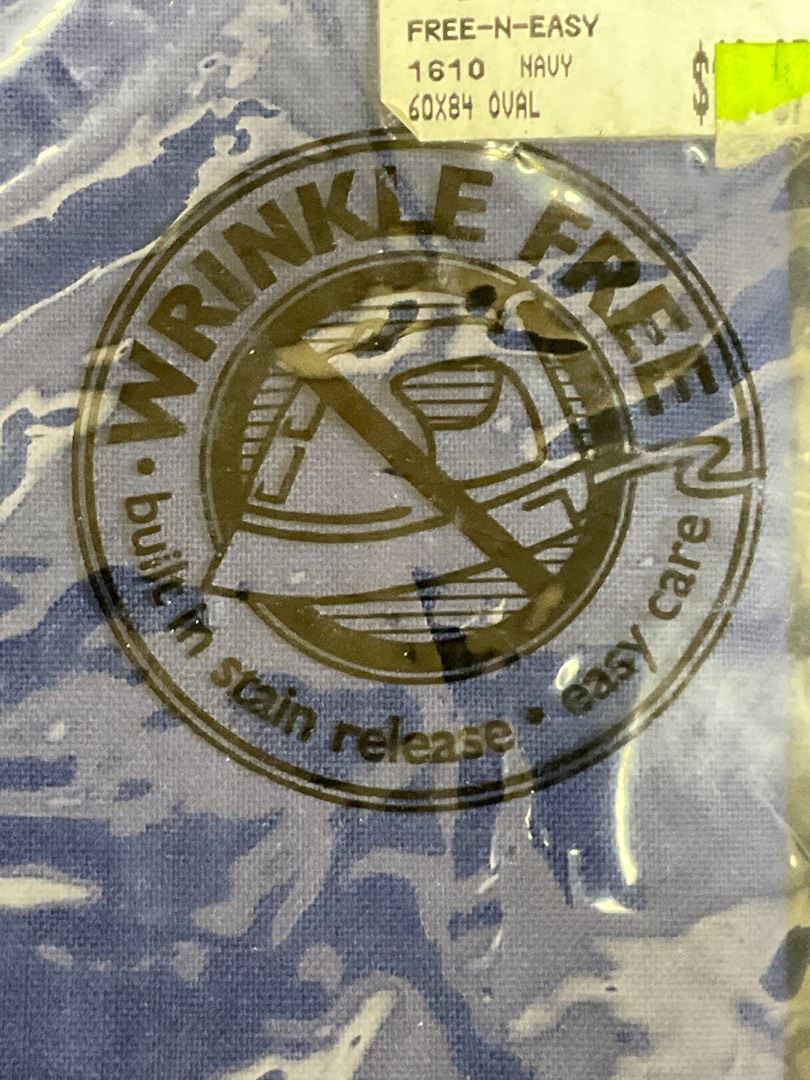 FREE-N-EASY
1610 NAVY
60X84 OVAL
$
WRINKLE FREE
• built in stain release • easy care